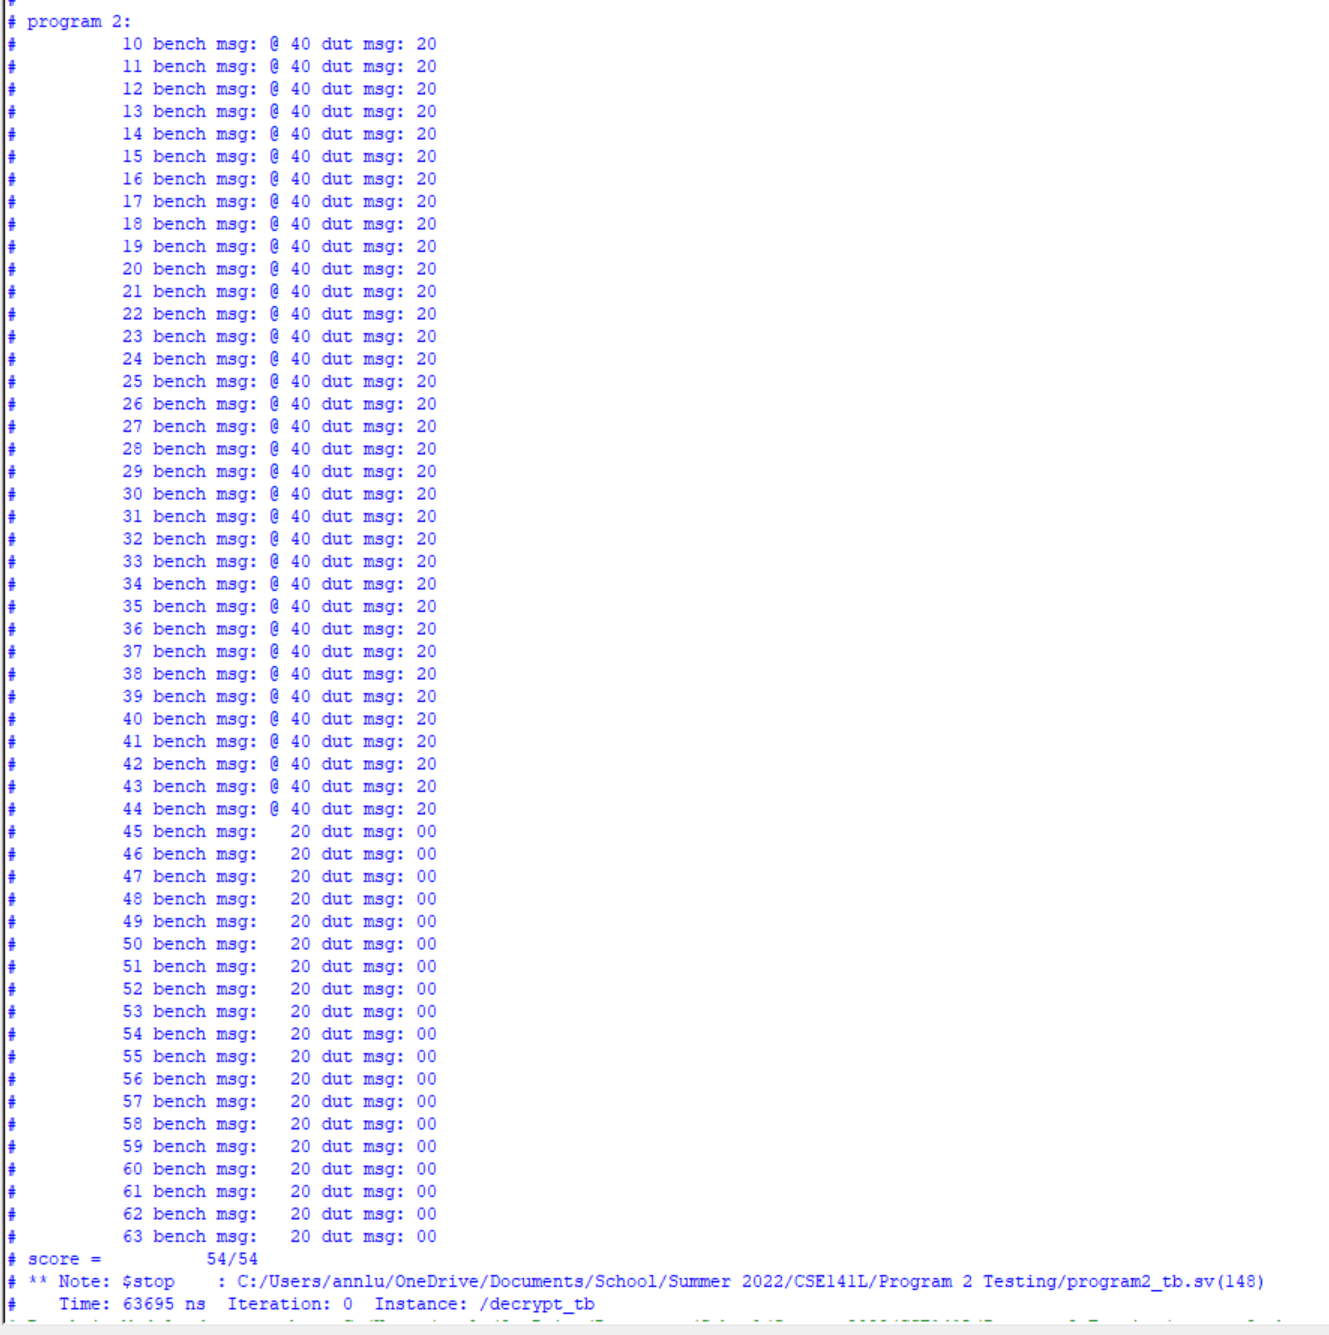 #
# program 2:
# 10 bench msg: @ 40 dut msg: 20
# 11 bench msg: @ 40 dut msg: 20
# 12 bench msg: @ 40 dut msg: 20
# 13 bench msg: @ 40 dut msg: 20
# 14 bench msg: @ 40 dut msg: 20
# 15 bench msg: @ 40 dut msg: 20
# 16 bench msg: @ 40 dut msg: 20
# 17 bench msg: @ 40 dut msg: 20
# 18 bench msg: @ 40 dut msg: 20
# 19 bench msg: @ 40 dut msg: 20
# 20 bench msg: @ 40 dut msg: 20
# 21 bench msg: @ 40 dut msg: 20
# 22 bench msg: @ 40 dut msg: 20
# 23 bench msg: @ 40 dut msg: 20
# 24 bench msg: @ 40 dut msg: 20
# 25 bench msg: @ 40 dut msg: 20
# 26 bench msg: @ 40 dut msg: 20
# 27 bench msg: @ 40 dut msg: 20
# 28 bench msg: @ 40 dut msg: 20
# 29 bench msg: @ 40 dut msg: 20
# 30 bench msg: @ 40 dut msg: 20
# 31 bench msg: @ 40 dut msg: 20
# 32 bench msg: @ 40 dut msg: 20
# 33 bench msg: @ 40 dut msg: 20
# 34 bench msg: @ 40 dut msg: 20
# 35 bench msg: @ 40 dut msg: 20
# 36 bench msg: @ 40 dut msg: 20
# 37 bench msg: @ 40 dut msg: 20
# 38 bench msg: @ 40 dut msg: 20
# 39 bench msg: @ 40 dut msg: 20
# 40 bench msg: @ 40 dut msg: 20
# 41 bench msg: @ 40 dut msg: 20
# 42 bench msg: @ 40 dut msg: 20
# 43 bench msg: @ 40 dut msg: 20
# 44 bench msg: @ 40 dut msg: 20
# 45 bench msg: 20 dut msg: 00
# 46 bench msg: 20 dut msg: 00
# 47 bench msg: 20 dut msg: 00
# 48 bench msg: 20 dut msg: 00
# 49 bench msg: 20 dut msg: 00
# 50 bench msg: 20 dut msg: 00
# 51 bench msg: 20 dut msg: 00
# 52 bench msg: 20 dut msg: 00
# 53 bench msg: 20 dut msg: 00
# 54 bench msg: 20 dut msg: 00
# 55 bench msg: 20 dut msg: 00
# 56 bench msg: 20 dut msg: 00
# 57 bench msg: 20 dut msg: 00
# 58 bench msg: 20 dut msg: 00
# 59 bench msg: 20 dut msg: 00
# 60 bench msg: 20 dut msg: 00
# 61 bench msg: 20 dut msg: 00
# 62 bench msg: 20 dut msg: 00
# 63 bench msg: 20 dut msg: 00
# score = 54/54
# ** Note: $stop : C:/Users/annlu/OneDrive/Documents/School/Summer 2022/CSE141L/Program 2 Testing/program2_tb.sv(148)
# Time: 63695 ns Iteration: 0 Instance: /decrypt_tb